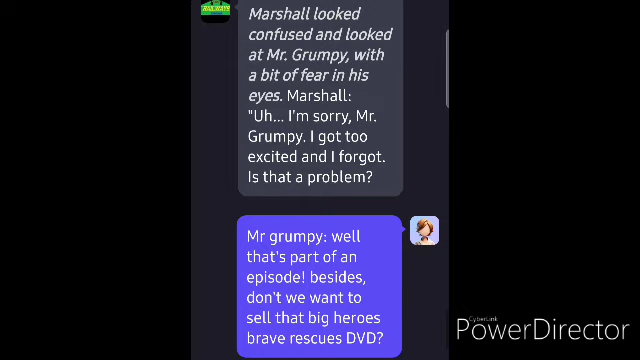 RAILWAYS
Marshall looked
confused and looked
at Mr. Grumpy, with
a bit of fear in his
eyes. Marshall:
"Uh... I'm sorry, Mr.
Grumpy. I got too
excited and I forgot.
Is that a problem?
Mr grumpy: well
that's part of an
episode! besides,
don't we want to
sell that big heroes
brave rescues DVD?
CyberLink
PowerDirector